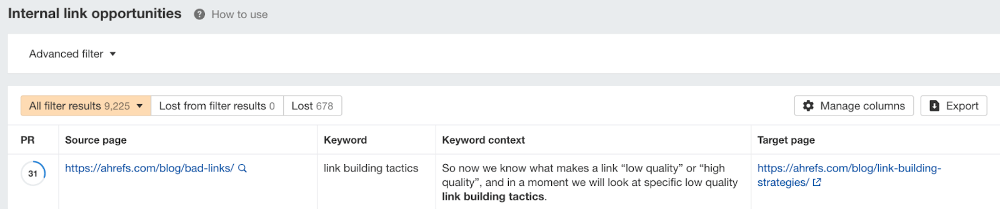 Internal link opportunities ? How to use
Advanced filter
All filter results 9,225 Lost from filter results 0 Lost 678 Manage columns Export
PR Source page Keyword Keyword context Target page
31 https://ahrefs.com/blog/bad-links/ link building tactics So now we know what makes a link “low quality” or “high https://ahrefs.com/blog/link-building-
quality”, and in a moment we will look at specific low quality strategies/
link building tactics.